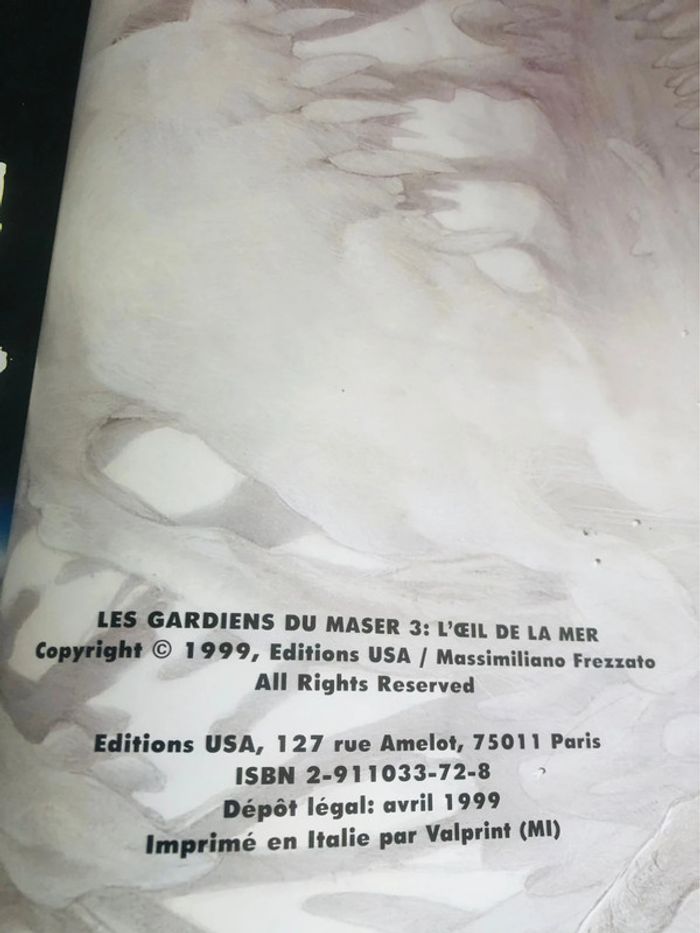 LES GARDIENS DU MASER 3: L'ŒIL DE LA MER
Copyright © 1999, Editions USA / Massimiliano Frezzato
All Rights Reserved
Editions USA, 127 rue Amelot, 75011 Paris
ISBN 2-911033-72-8
Dépôt légal: avril 1999
Imprimé en Italie par Valprint (MI)